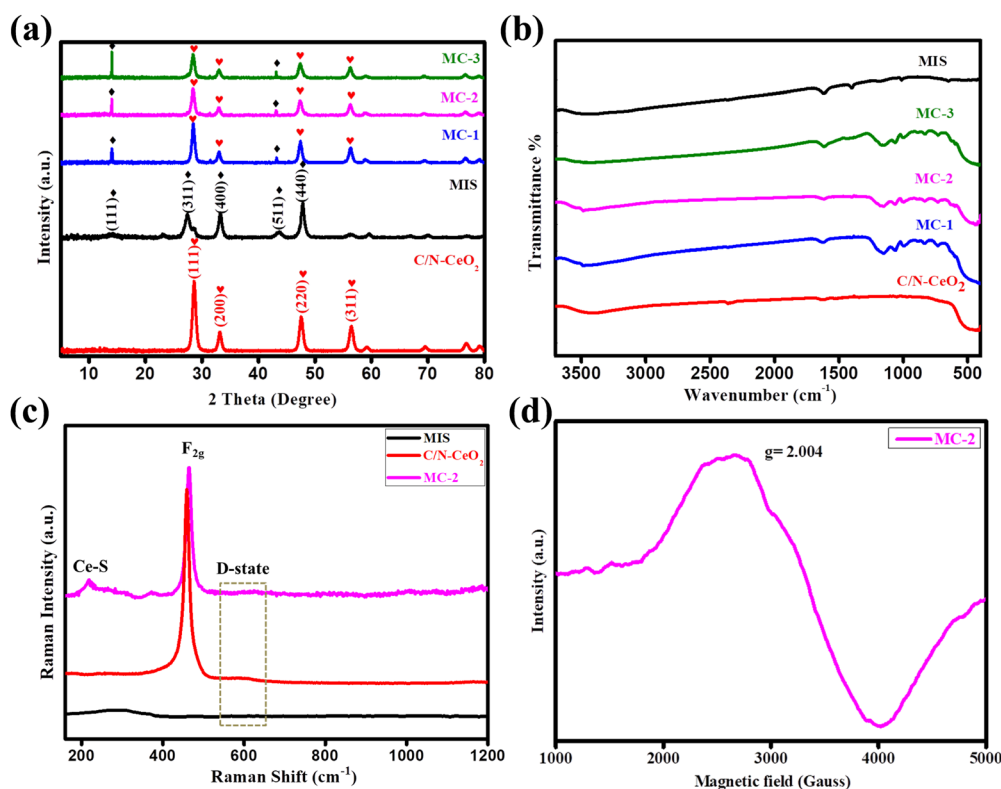 (a)
MC-3
MC-2
MC-1
MIS
(111)
(311)
(400)
(511)
(440)
C/N-CeO₂
(111)
(200)
(220)
(311)
Intensity (a.u.)
10 20 30 40 50 60 70 80
2 Theta (Degree)
(b)
MIS
MC-3
MC-2
MC-1
C/N-CeO₂
Transmittance %
3500 3000 2500 2000 1500 1000 500
Wavenumber (cm⁻¹)
(c)
MIS
C/N-CeO₂
MC-2
F₂g
Ce-S
D-state
Raman Intensity (a.u.)
200 400 600 800 1000 1200
Raman Shift (cm⁻¹)
(d)
MC-2
g= 2.004
Intensity (a.u.)
1000 2000 3000 4000 5000
Magnetic field (Gauss)